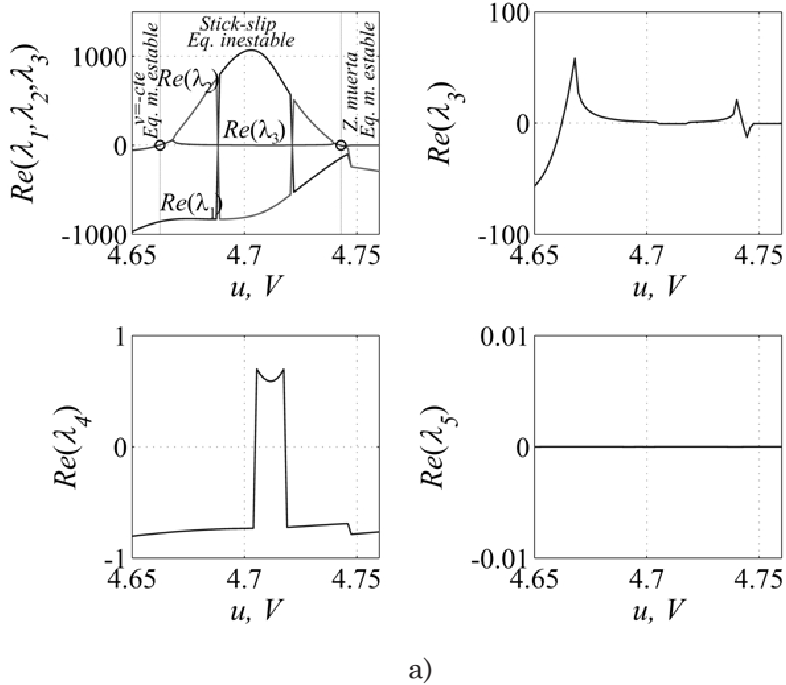 Re(λ1,λ2,λ3)
1000
0
-1000
4.65
4.7
4.75
u, V
v=-cte
Eq. m. estable
Stick-slip
Eq. inestable
Z. muerta
Eq. m. estable
Re(λ2)
Re(λ3)
Re(λ
Re(λ3)
100
0
-100
4.65
4.7
4.75
u, V
Re(λ4)
1
0
-1
4.65
4.7
4.75
u, V
Re(λ5)
0.01
0
-0.01
4.65
4.7
4.75
u, V
a)